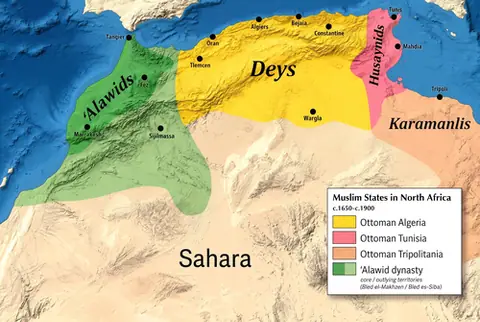 Tangier
Oran
Algiers
Bejaia
Constantine
Tunis
Tlemcen
Mahdia
Fez
'Alawids
Deys
Husaynids
Tripoli
Marrakesh
Sijilmassa
Wargla
Karamanlis
Sahara
Muslim States in North Africa
c.1650-c.1900
Ottoman Algeria
Ottoman Tunisia
Ottoman Tripolitania
'Alawid dynasty
core / outlying territories
(Bled el-Makhzen / Bled es-Siba)